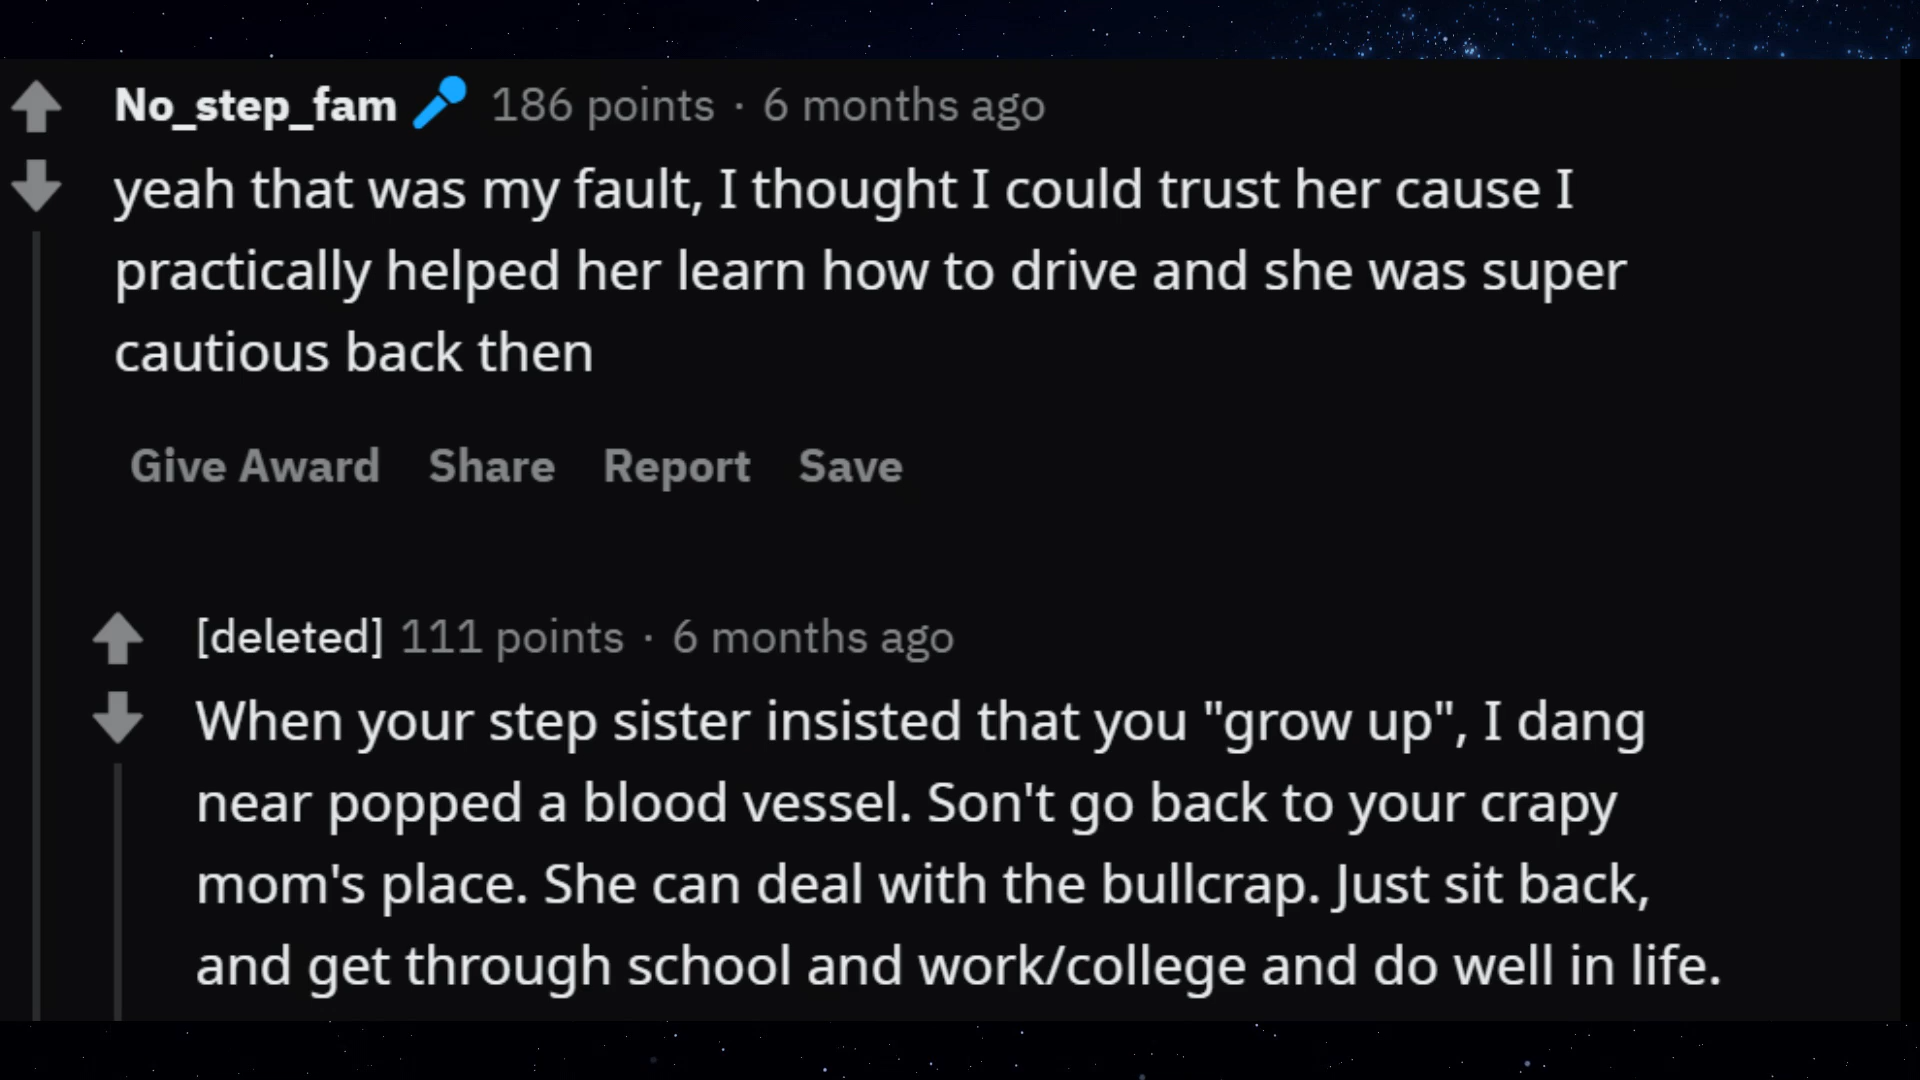 No_step_fam 186 points · 6 months ago
yeah that was my fault, I thought I could trust her cause I
practically helped her learn how to drive and she was super
cautious back then
Give Award Share Report Save
[deleted] 111 points · 6 months ago
When your step sister insisted that you "grow up", I dang
near popped a blood vessel. Son't go back to your crapy
mom's place. She can deal with the bullcrap. Just sit back,
and get through school and work/college and do well in life.